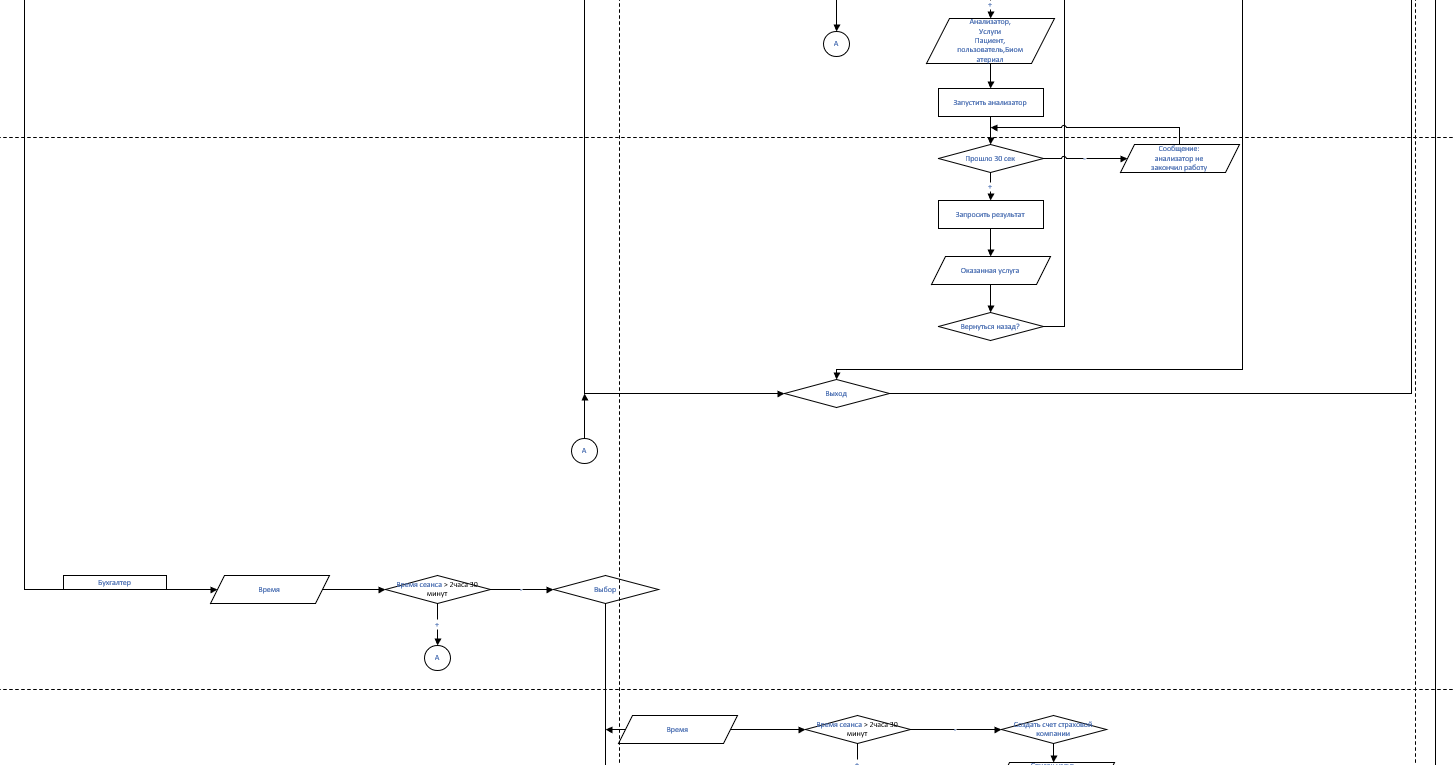 +
Анализатор,
Услуги
Пациент,
пользователь,Биом
атериал
А
Запустить анализатор
Прошло 30 сек
Сообщение:
анализатор не
закончил работу
+
Запросить результат
Оказанная услуга
Вернуться назад?
Выход
А
Бухгалтер
Время
Время сеанса > 2часа 30
минут
Выбор
+
А
Время
Время сеанса > 2часа 30
минут
Создать счет страховой
компании
+